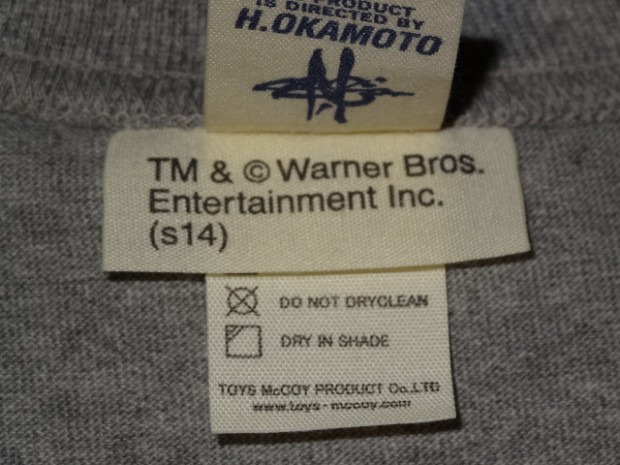 PRODUCT
IS DIRECTED BY
H.OKAMOTO
TM & © Warner Bros.
Entertainment Inc.
(s14)
DO NOT DRYCLEAN
DRY IN SHADE
TOYS McCOY PRODUCT Co.,LTD
www.toys-mccoy.com